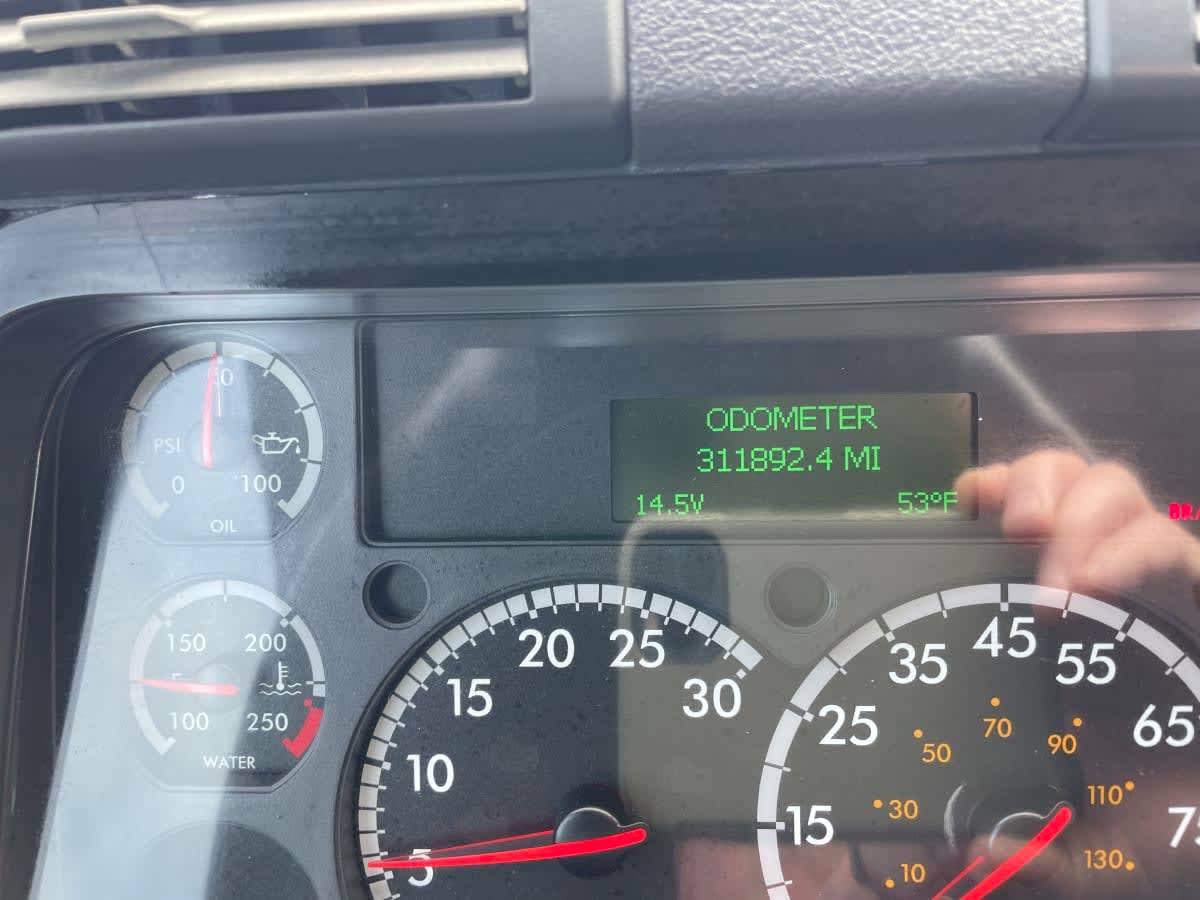 ODOMETER
311892.4 MI
14.5V 53°F
PSI
0 100
OIL
150 200
100 250
WATER
5 10 15 20 25 30
15 25 35 45 55 65
10 30 50 70 90 110 130